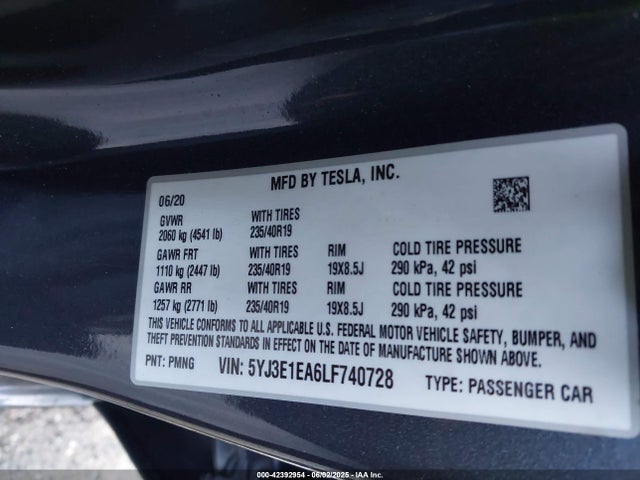 MFD BY TESLA, INC.
06/20
GVWR WITH TIRES
2060 kg (4541 lb) 235/40R19
GAWR FRT WITH TIRES RIM COLD TIRE PRESSURE
1110 kg (2447 lb) 235/40R19 19X8.5J 290 kPa, 42 psi
GAWR RR WITH TIRES RIM COLD TIRE PRESSURE
1257 kg (2771 lb) 235/40R19 19X8.5J 290 kPa, 42 psi
THIS VEHICLE CONFORMS TO ALL APPLICABLE U.S. FEDERAL MOTOR VEHICLE SAFETY, BUMPER, AND
THEFT PREVENTION STANDARDS IN EFFECT ON THE DATE OF MANUFACTURE SHOWN ABOVE.
PNT: PMNG VIN: 5YJ3E1EA6LF740728 TYPE: PASSENGER CAR
000-42392954 - 06/02/2025 - IAA Inc.